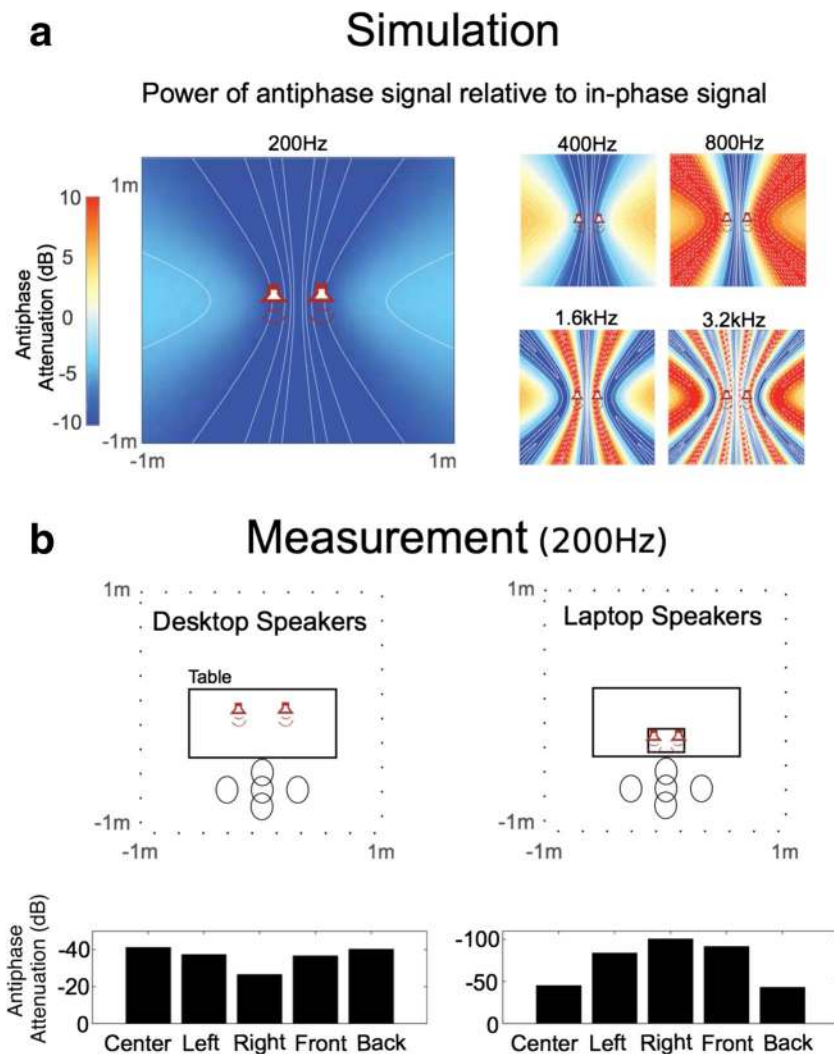 a
Simulation
Power of antiphase signal relative to in-phase signal
200Hz
400Hz
800Hz
1m
10
5
0
-5
-10
Antiphase
Attenuation (dB)
1.6kHz
3.2kHz
-1m
-1m
1m
b
Measurement (200Hz)
1m
Desktop Speakers
Table
-1m
-1m
1m
1m
Laptop Speakers
-1m
-1m
1m
Antiphase
Attenuation (dB)
-40
-20
0
Center Left Right Front Back
-100
-50
0
Center Left Right Front Back